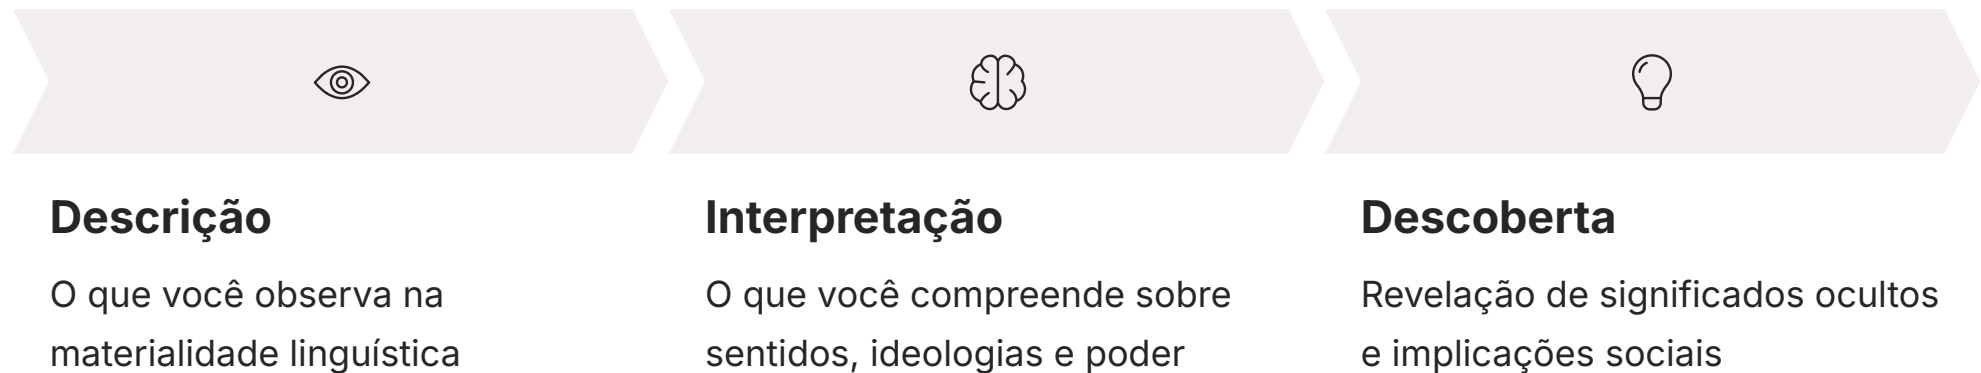 Descrição
O que você observa na
materialidade linguística
Interpretação
O que você compreende sobre
sentidos, ideologias e poder
Descoberta
Revelação de significados ocultos
e implicações sociais